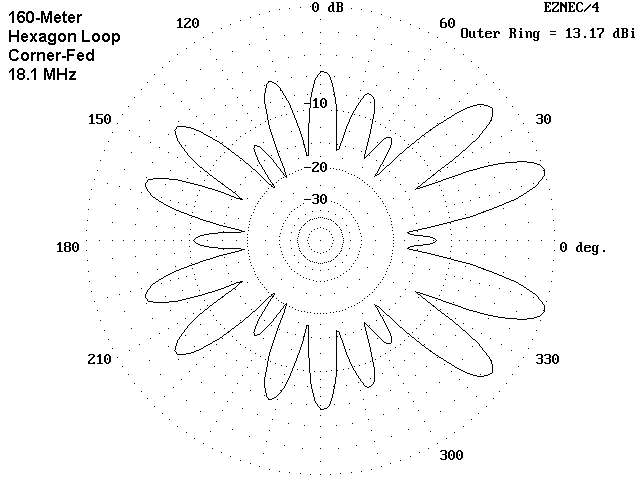 160-Meter
Hexagon Loop
Corner-Fed
18.1 MHz
0 dB
EZNEC/4
120
60
Outer Ring = 13.17 dBi
-10
150
30
-20
-30
180
0 deg.
210
330
300